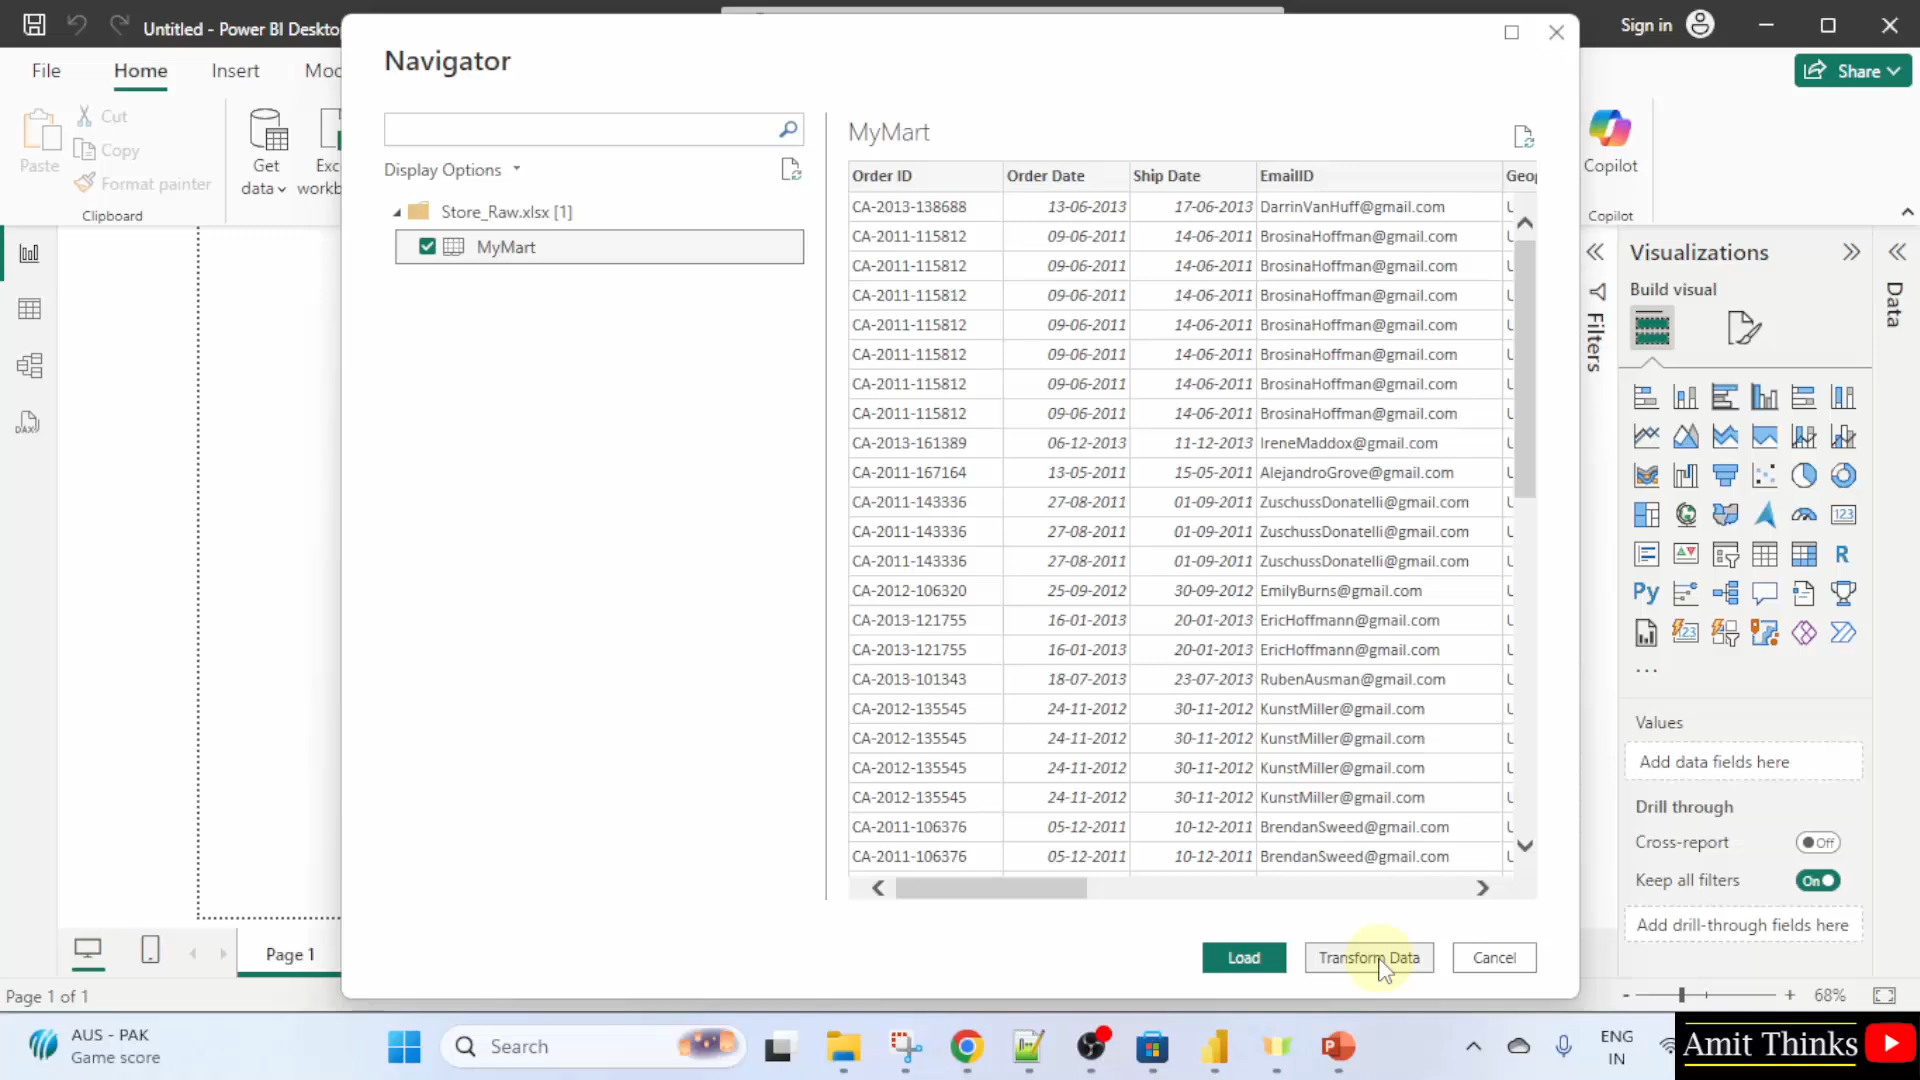 Untitled - Power BI Deskto
Sign in
File
Home
Insert
Mod
Share
Paste
Cut
Copy
Format painter
Clipboard
Get
data
Exc
workb
Copilot
Copilot
Navigator
Display Options
Store_Raw.xlsx [1]
MyMart
MyMart
Order ID Order Date Ship Date EmailID Geog
CA-2013-138688 13-06-2013 17-06-2013 DarrinVanHuff@gmail.com U
CA-2011-115812 09-06-2011 14-06-2011 BrosinaHoffman@gmail.com U
CA-2011-115812 09-06-2011 14-06-2011 BrosinaHoffman@gmail.com U
CA-2011-115812 09-06-2011 14-06-2011 BrosinaHoffman@gmail.com U
CA-2011-115812 09-06-2011 14-06-2011 BrosinaHoffman@gmail.com U
CA-2011-115812 09-06-2011 14-06-2011 BrosinaHoffman@gmail.com U
CA-2011-115812 09-06-2011 14-06-2011 BrosinaHoffman@gmail.com U
CA-2011-115812 09-06-2011 14-06-2011 BrosinaHoffman@gmail.com U
CA-2013-161389 06-12-2013 11-12-2013 IreneMaddox@gmail.com U
CA-2011-167164 13-05-2011 15-05-2011 AlejandroGrove@gmail.com U
CA-2011-143336 27-08-2011 01-09-2011 ZuschussDonatelli@gmail.com U
CA-2011-143336 27-08-2011 01-09-2011 ZuschussDonatelli@gmail.com U
CA-2011-143336 27-08-2011 01-09-2011 ZuschussDonatelli@gmail.com U
CA-2012-106320 25-09-2012 30-09-2012 EmilyBurns@gmail.com U
CA-2013-121755 16-01-2013 20-01-2013 EricHoffmann@gmail.com U
CA-2013-121755 16-01-2013 20-01-2013 EricHoffmann@gmail.com U
CA-2013-101343 18-07-2013 23-07-2013 RubenAusman@gmail.com U
CA-2012-135545 24-11-2012 30-11-2012 KunstMiller@gmail.com U
CA-2012-135545 24-11-2012 30-11-2012 KunstMiller@gmail.com U
CA-2012-135545 24-11-2012 30-11-2012 KunstMiller@gmail.com U
CA-2012-135545 24-11-2012 30-11-2012 KunstMiller@gmail.com U
CA-2011-106376 05-12-2011 10-12-2011 BrendanSweed@gmail.com U
CA-2011-106376 05-12-2011 10-12-2011 BrendanSweed@gmail.com U
Load
Transform Data
Cancel
Filters
Visualizations
Build visual
123
R
Py
123
Values
Add data fields here
Drill through
Cross-report
Off
Keep all filters
On
Add drill-through fields here
Data
DAX
Page 1
Page 1 of 1
68%
AUS - PAK
Game score
Search
ENG
IN
Amit Thinks